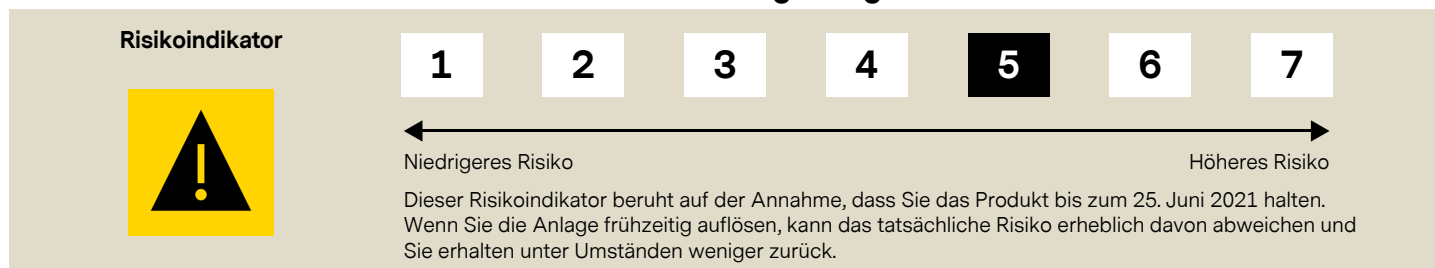 Risikoindikator
1 2 3 4 5 6 7
Niedrigeres Risiko Höheres Risiko
Dieser Risikoindikator beruht auf der Annahme, dass Sie das Produkt bis zum 25. Juni 2021 halten.
Wenn Sie die Anlage frühzeitig auflösen, kann das tatsächliche Risiko erheblich davon abweichen und
Sie erhalten unter Umständen weniger zurück.